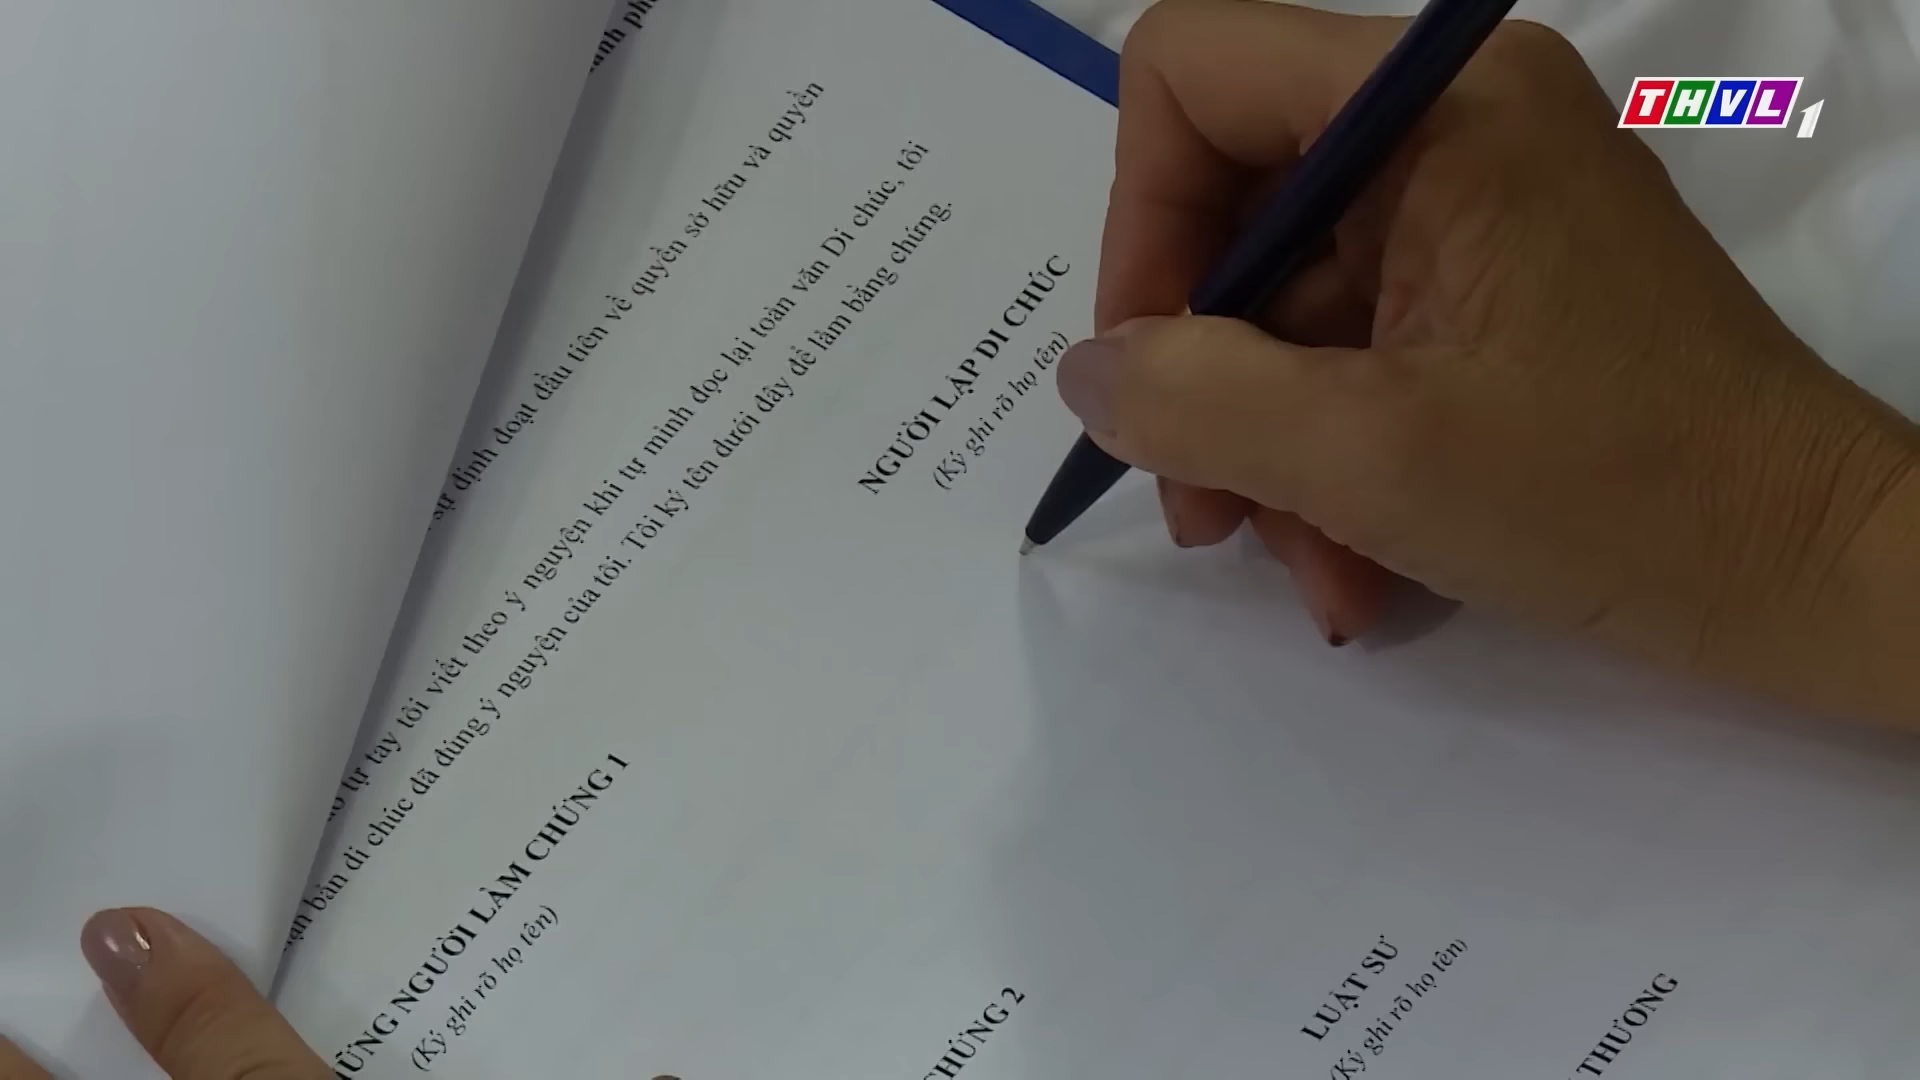 THVL 1
sự định đoạt đầu tiên về quyền sở hữu và quyền
tự tay tôi viết theo ý nguyện khi tự mình đọc lại toàn văn Di chúc, tôi
bản di chúc đã đúng ý nguyện của tôi. Tôi ký tên dưới đây để làm bằng chứng.
NGƯỜI LẬP DI CHÚC
(Ký ghi rõ họ tên)
NGƯỜI LÀM CHỨNG 1
(Ký ghi rõ họ tên)
CHỨNG 2
LUẬT SƯ
(Ký ghi rõ họ tên)
THƯƠNG